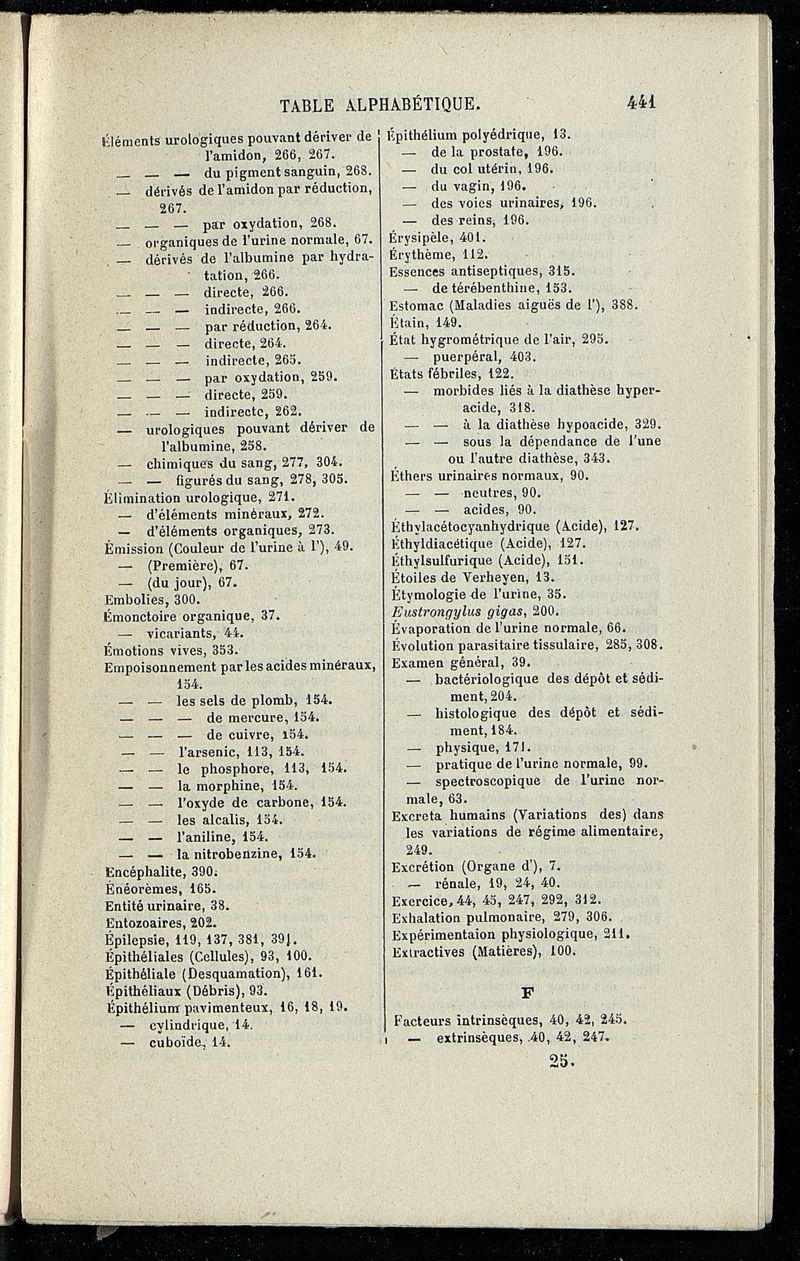 TABLE ALPHABÉTIQUE. 441
Éléments urologiques pouvant dériver de
l'amidon, 266, 267.
— — — du pigment sanguin, 268.
— dérivés de l'amidon par réduction,
267.
— — — par oxydation, 268.
— organiques de l'urine normale, 67.
— dérivés de l'albumine par hydra-
tation, 266.
— — — directe, 266.
— — — indirecte, 266.
— — — par réduction, 264.
— — — directe, 264.
— — — indirecte, 265.
— — — par oxydation, 259.
— — — directe, 259.
— — — indirecte, 262.
— urologiques pouvant dériver de
l'albumine, 258.
— chimiques du sang, 277, 304.
— — figurés du sang, 278, 305.
Élimination urologique, 271.
— d'éléments minéraux, 272.
— d'éléments organiques, 273.
Émission (Couleur de l'urine à l'), 49.
— (Première), 67.
— (du jour), 67.
Embolies, 300.
Émonctoire organique, 37.
— vicariants, 44.
Émotions vives, 353.
Empoisonnement par les acides minéraux,
154.
— — les sels de plomb, 154.
— — — de mercure, 154.
— — — de cuivre, 154.
— — l'arsenic, 113, 154.
— — le phosphore, 113, 154.
— — la morphine, 154.
— — l'oxyde de carbone, 154.
— — les alcalis, 154.
— — l'aniline, 154.
— — la nitrobenzine, 154.
Encéphalite, 390.
Énéorèmes, 165.
Entité urinaire, 38.
Entozoaires, 202.
Épilepsie, 119, 137, 381, 391.
Épithéliales (Cellules), 93, 100.
Épithéliale (Desquamation), 161.
Épithéliaux (Débris), 93.
Épithélium pavimenteux, 16, 18, 19.
— cylindrique, 14.
— cuboïde, 14.
Épithélium polyédrique, 13.
— de la prostate, 196.
— du col utérin, 196.
— du vagin, 196.
— des voies urinaires, 196.
— des reins, 196.
Érysipèle, 401.
Érythème, 112.
Essences antiseptiques, 315.
— de térébenthine, 153.
Estomac (Maladies aiguës de l'), 388.
Étain, 149.
État hygrométrique de l'air, 295.
— puerpéral, 403.
États fébriles, 122.
— morbides liés à la diathèse hyper-
acide, 318.
— — à la diathèse hypoacide, 329.
— — sous la dépendance de l'une
ou l'autre diathèse, 343.
Éthers urinaires normaux, 90.
— — neutres, 90.
— — acides, 90.
Éthylacétocyanhydrique (Acide), 127.
Éthyldiacétique (Acide), 127.
Éthylsulfurique (Acide), 151.
Étoiles de Verheyen, 13.
Étymologie de l'urine, 35.
Eustrongylus gigas, 200.
Évaporation de l'urine normale, 66.
Évolution parasitaire tissulaire, 285, 308.
Examen général, 39.
— bactériologique des dépôt et sédi-
ment, 204.
— histologique des dépôt et sédi-
ment, 184.
— physique, 171.
— pratique de l'urine normale, 99.
— spectroscopique de l'urine nor-
male, 63.
Excreta humains (Variations des) dans
les variations de régime alimentaire,
249.
Excrétion (Organe d'), 7.
— rénale, 19, 24, 40.
Exercice, 44, 45, 247, 292, 312.
Exhalation pulmonaire, 279, 306.
Expérimentaion physiologique, 211.
Extractives (Matières), 100.
F
Facteurs intrinsèques, 40, 42, 245.
— extrinsèques, 40, 42, 247.
25.